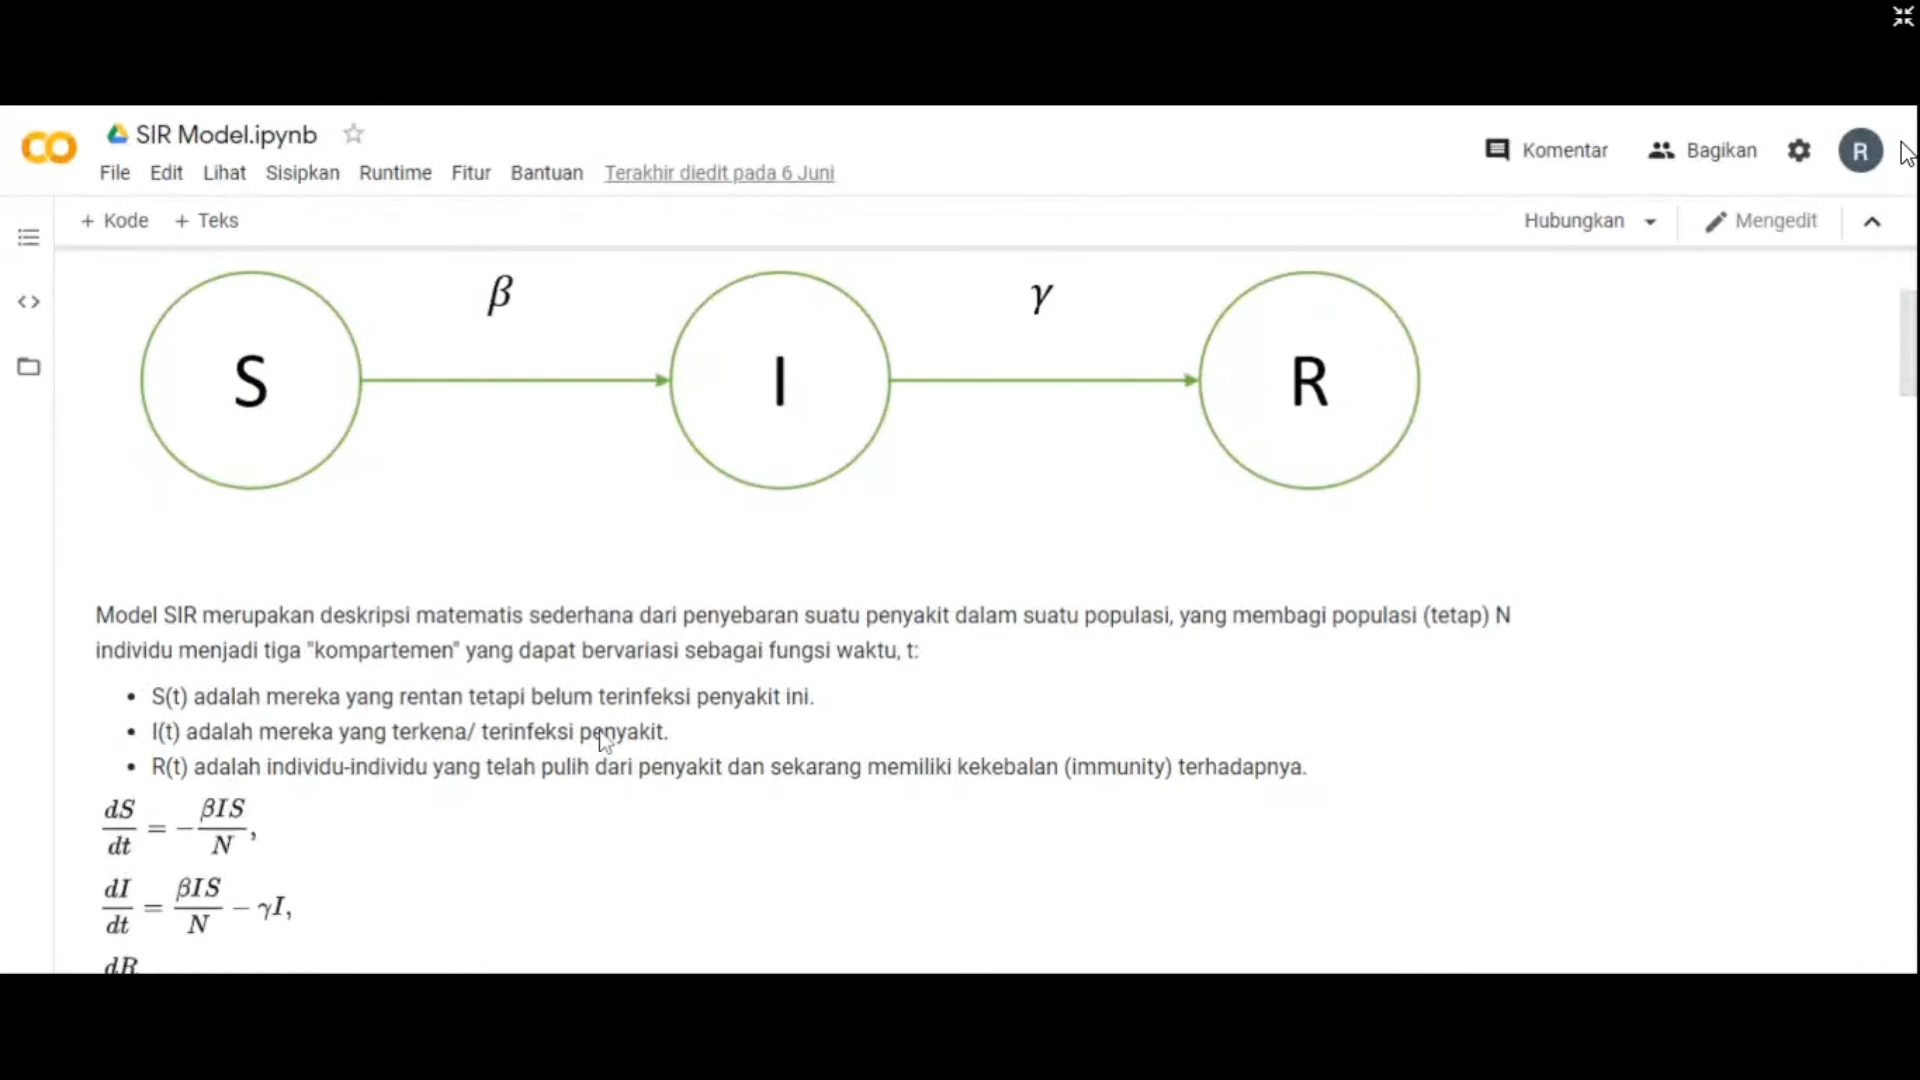 SIR Model.ipynb
File Edit Lihat Sisipkan Runtime Fitur Bantuan Terakhir diedit pada 6 Juni
Komentar Bagikan R
+ Kode + Teks
Hubungkan Mengedit
β γ
S I R
Model SIR merupakan deskripsi matematis sederhana dari penyebaran suatu penyakit dalam suatu populasi, yang membagi populasi (tetap) N
individu menjadi tiga "kompartemen" yang dapat bervariasi sebagai fungsi waktu, t:
• S(t) adalah mereka yang rentan tetapi belum terinfeksi penyakit ini.
• I(t) adalah mereka yang terkena/ terinfeksi penyakit.
• R(t) adalah individu-individu yang telah pulih dari penyakit dan sekarang memiliki kekebalan (immunity) terhadapnya.
dS/dt = −βIS/N,
dI/dt = βIS/N − γI,
dR